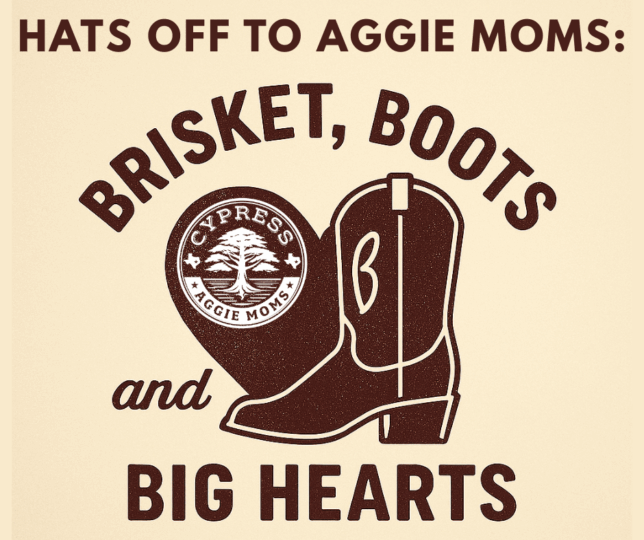 HATS OFF TO AGGIE MOMS:
BRISKET, BOOTS
CYPRESS
AGGIE MOMS
and
BIG HEARTS